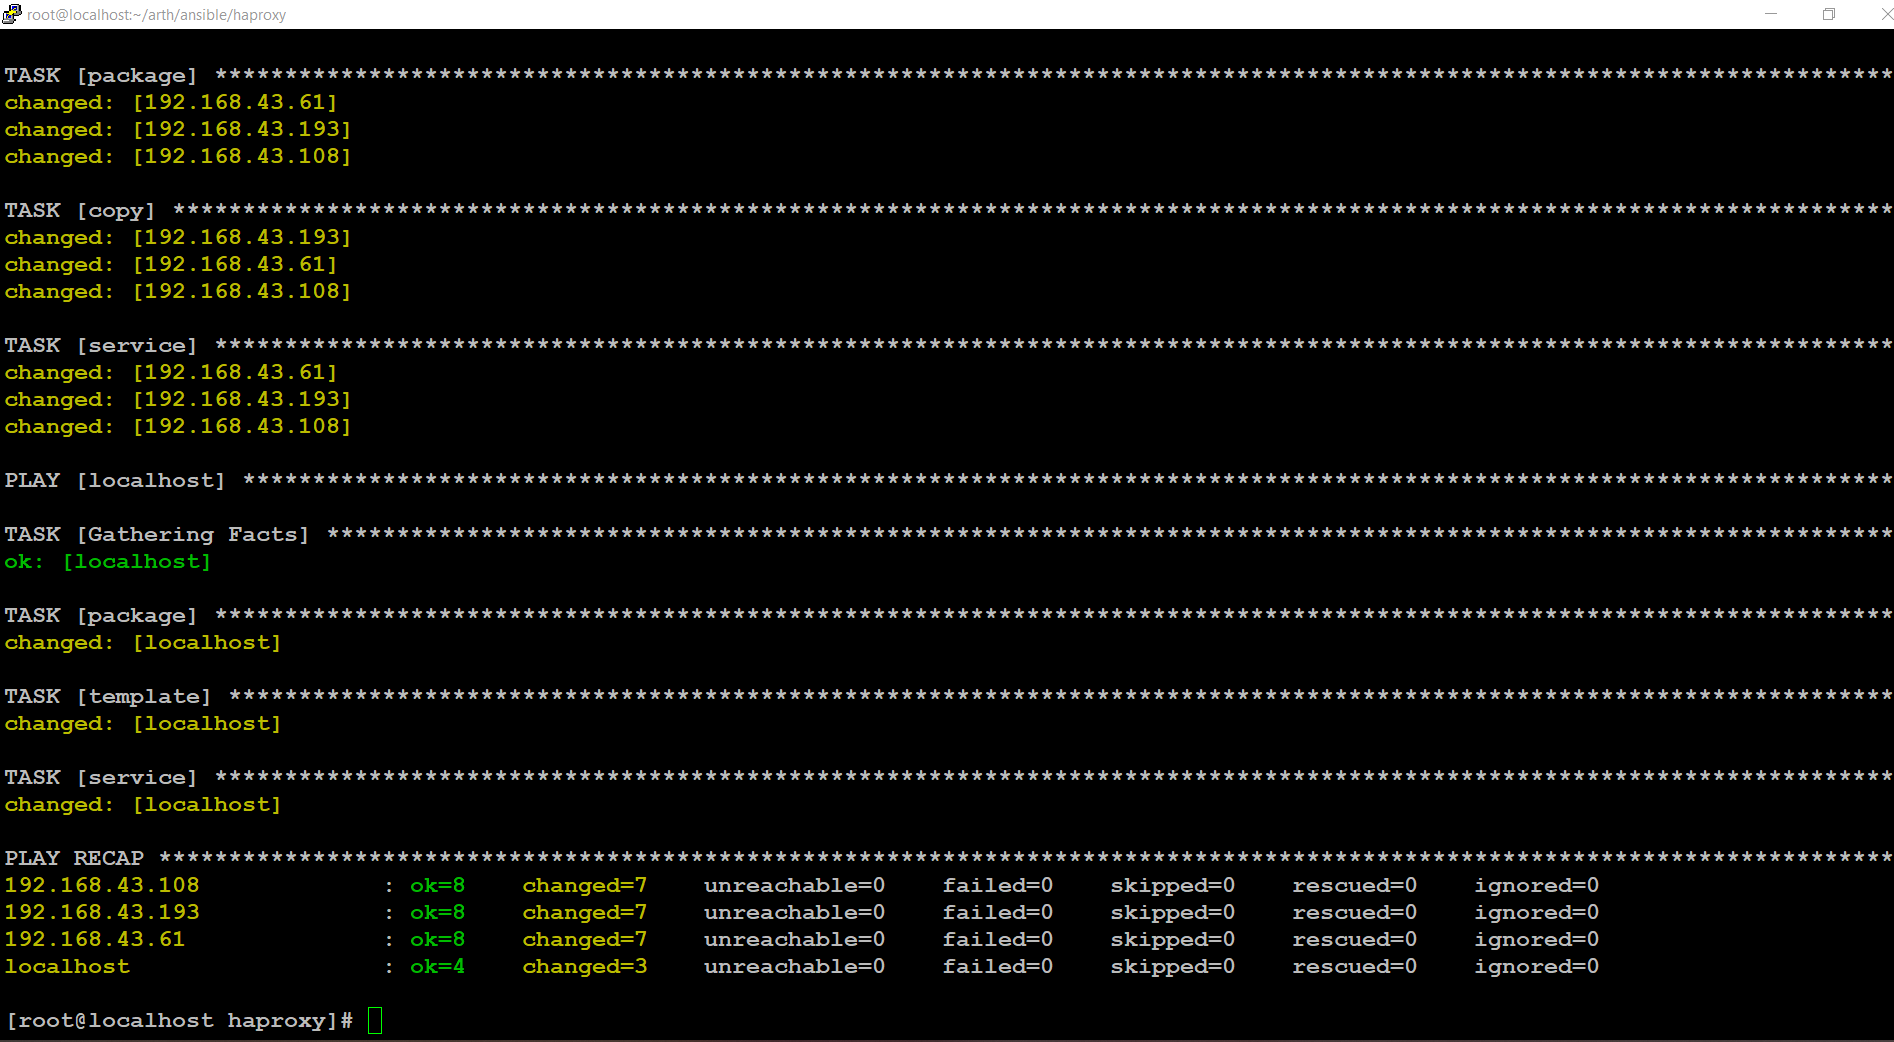 root@localhost:~/arth/ansible/haproxy
TASK [package] ************************************************************************************************************************
changed: [192.168.43.61]
changed: [192.168.43.193]
changed: [192.168.43.108]
TASK [copy] ***************************************************************************************************************************
changed: [192.168.43.193]
changed: [192.168.43.61]
changed: [192.168.43.108]
TASK [service] ************************************************************************************************************************
changed: [192.168.43.61]
changed: [192.168.43.193]
changed: [192.168.43.108]
PLAY [localhost] **********************************************************************************************************************
TASK [Gathering Facts] ****************************************************************************************************************
ok: [localhost]
TASK [package] ************************************************************************************************************************
changed: [localhost]
TASK [template] ***********************************************************************************************************************
changed: [localhost]
TASK [service] ************************************************************************************************************************
changed: [localhost]
PLAY RECAP ****************************************************************************************************************************
192.168.43.108             : ok=8    changed=7    unreachable=0    failed=0    skipped=0    rescued=0    ignored=0
192.168.43.193             : ok=8    changed=7    unreachable=0    failed=0    skipped=0    rescued=0    ignored=0
192.168.43.61              : ok=8    changed=7    unreachable=0    failed=0    skipped=0    rescued=0    ignored=0
localhost                  : ok=4    changed=3    unreachable=0    failed=0    skipped=0    rescued=0    ignored=0
[root@localhost haproxy]#